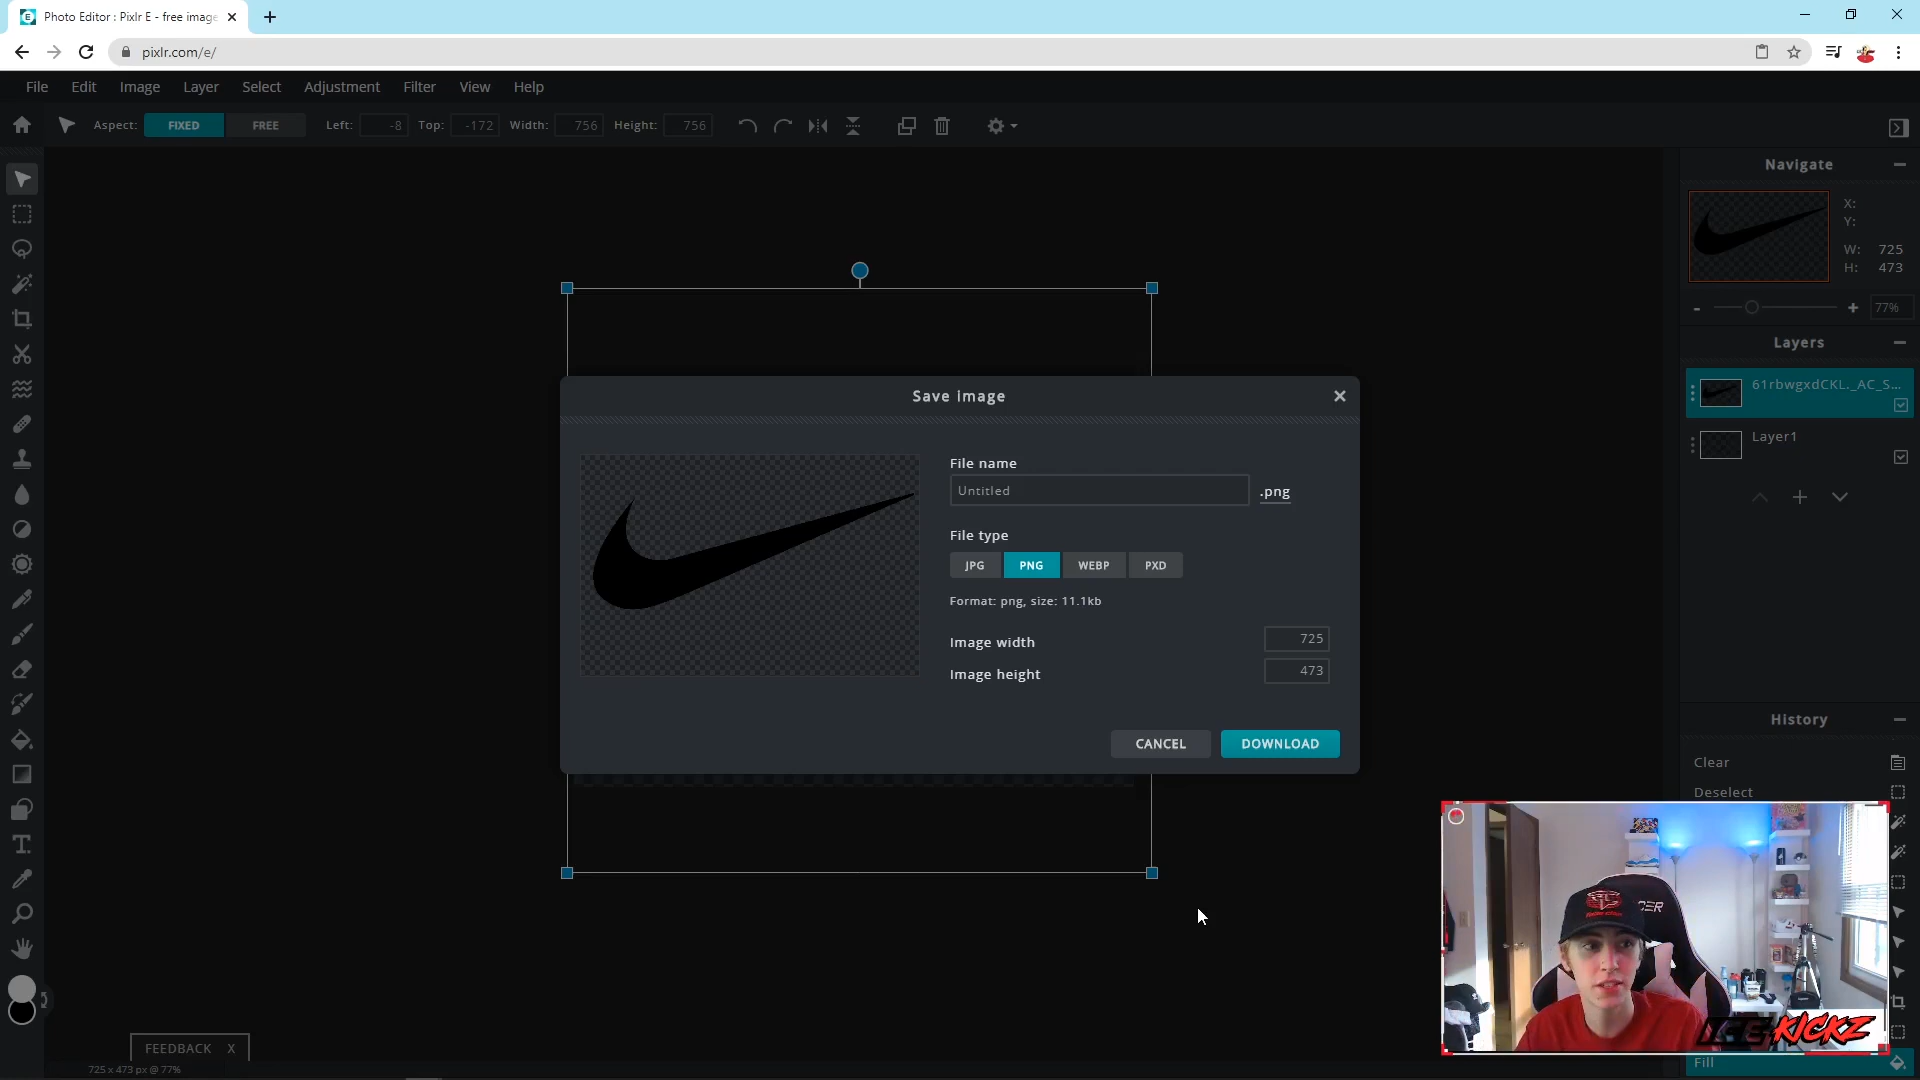 Photo Editor : Pixlr E - free image
pixlr.com/e/
File Edit Image Layer Select Adjustment Filter View Help
Aspect: FIXED FREE Left: -8 Top: -172 Width: 756 Height: 756
Navigate
X:
Y:
W: 725
H: 473
77%
Layers
61rbwgxdCKL._AC_S...
Layer1
Save image
File name
Untitled .png
File type
JPG PNG WEBP PXD
Format: png, size: 11.1kb
Image width 725
Image height 473
CANCEL DOWNLOAD
History
Clear
Deselect
Fill
KICKZ
FEEDBACK X
725 x 473 px @ 77%